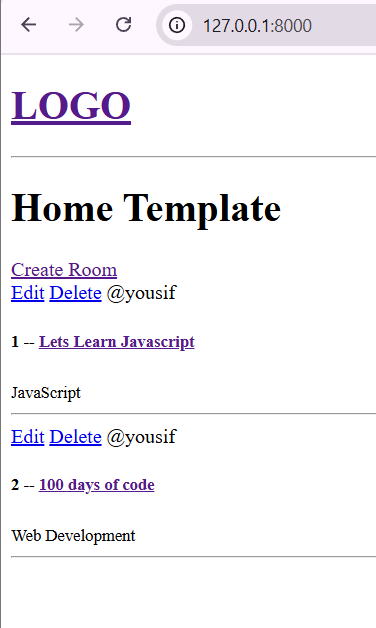 127.0.0.1:8000
LOGO
Home Template
Create Room
Edit Delete @yousif
1 -- Lets Learn Javascript
JavaScript
Edit Delete @yousif
2 -- 100 days of code
Web Development